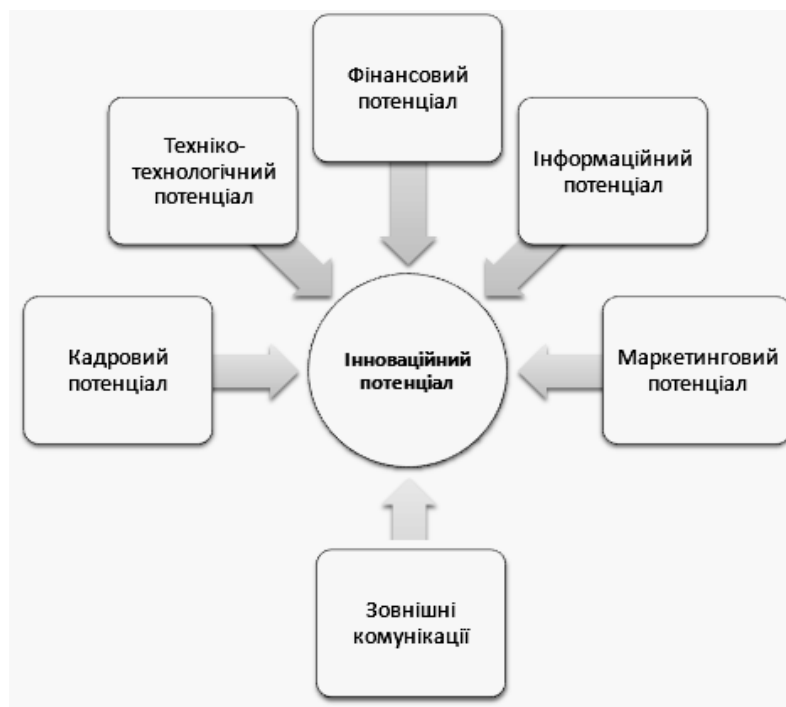 Фінансовий
потенціал
Техніко-
технологічний
потенціал
Інформаційний
потенціал
Кадровий
потенціал
Інноваційний
потенціал
Маркетинговий
потенціал
Зовнішні
комунікації